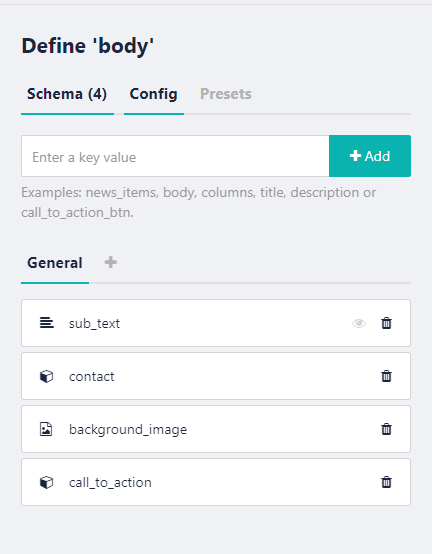 Define 'body'
Schema (4) Config Presets
Enter a key value
Add
Examples: news_items, body, columns, title, description or
call_to_action_btn.
General
sub_text
contact
background_image
call_to_action